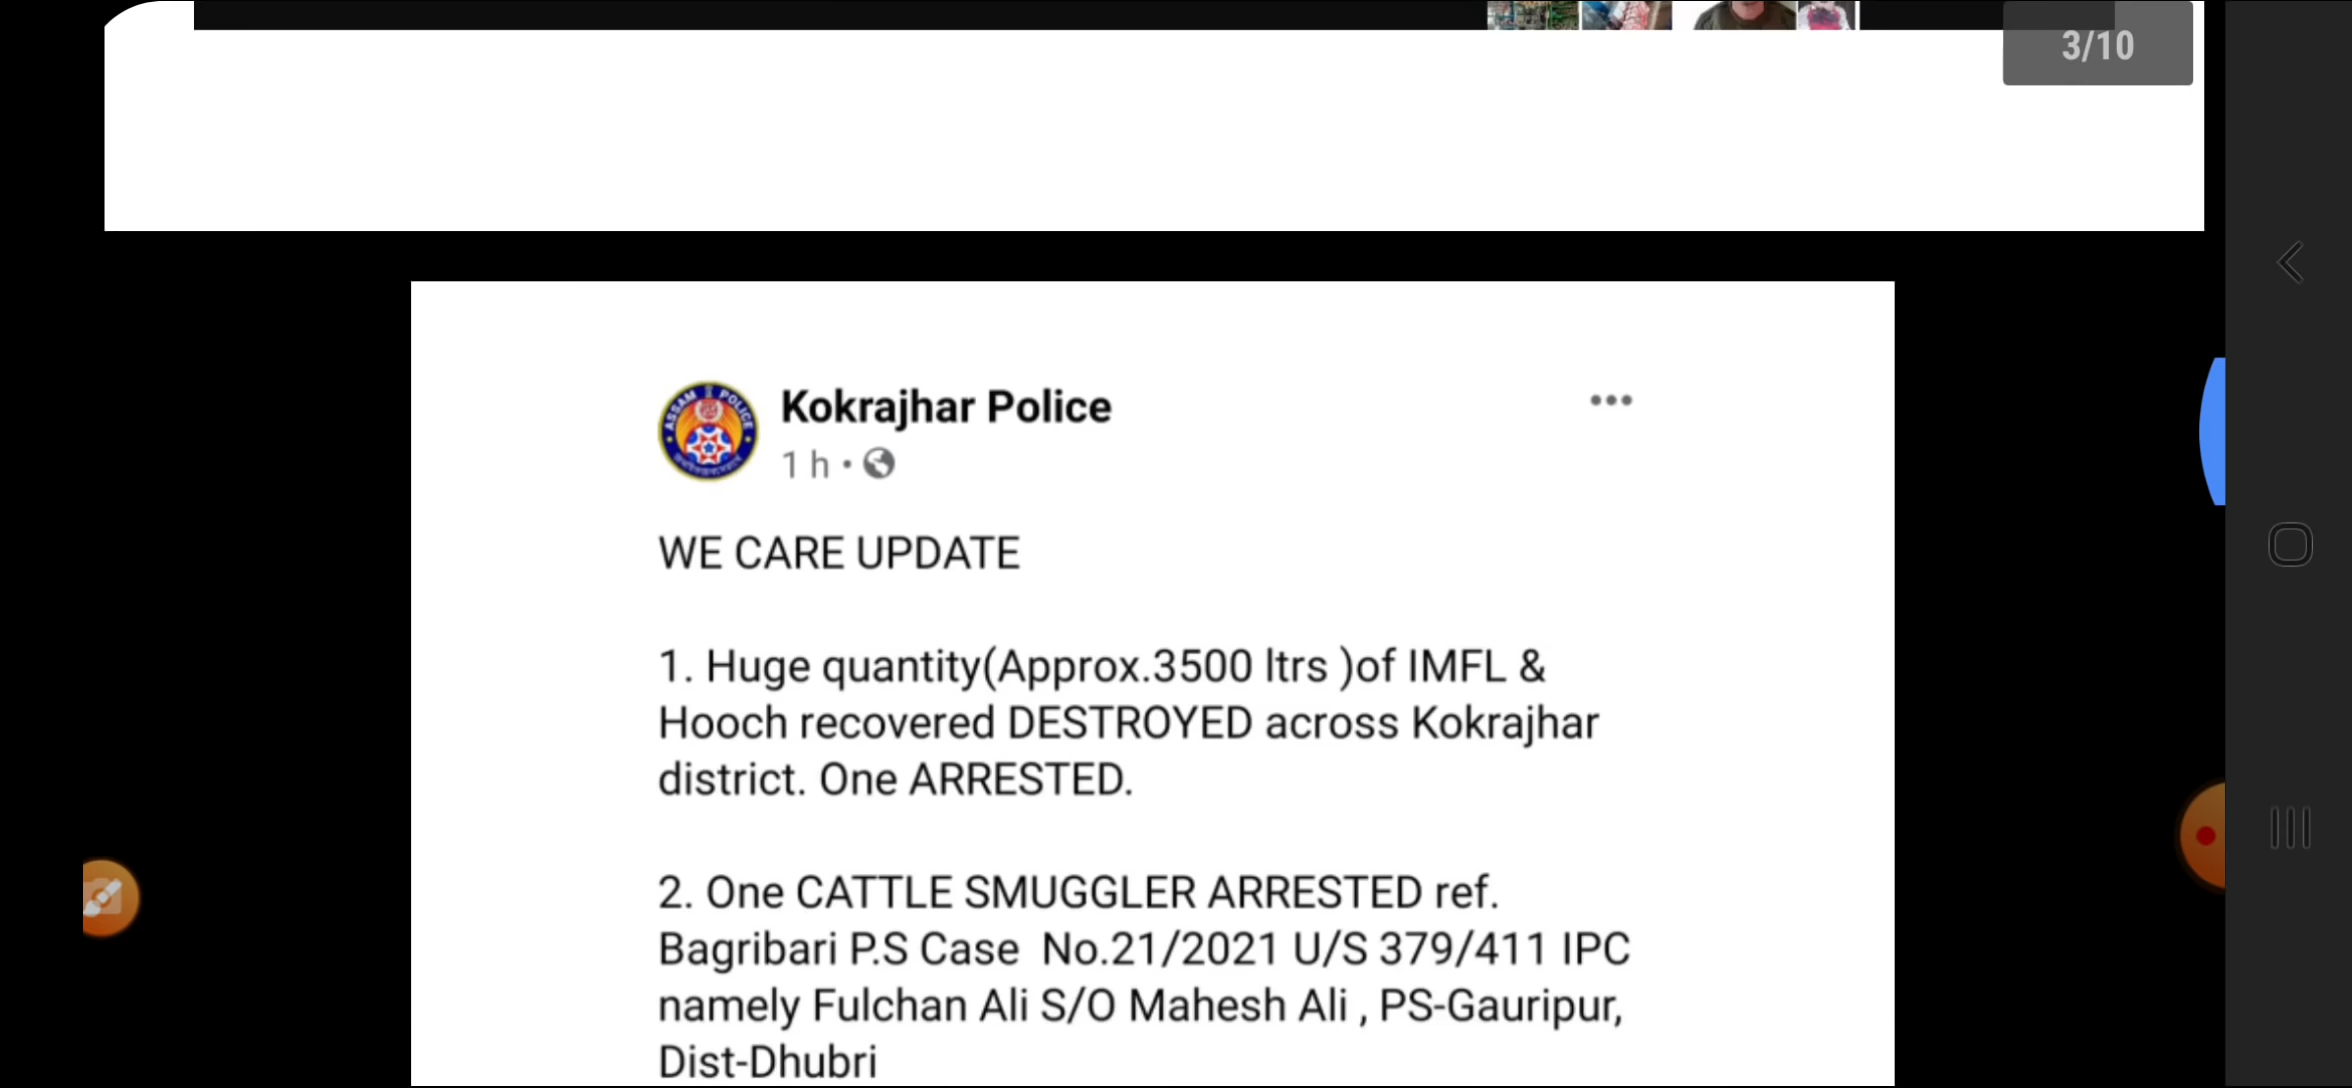 3/10
ASSAM POLICE
Kokrajhar Police
1 h •
WE CARE UPDATE
1. Huge quantity(Approx.3500 ltrs )of IMFL &
Hooch recovered DESTROYED across Kokrajhar
district. One ARRESTED.
2. One CATTLE SMUGGLER ARRESTED ref.
Bagribari P.S Case  No.21/2021 U/S 379/411 IPC
namely Fulchan Ali S/O Mahesh Ali , PS-Gauripur,
Dist-Dhubri